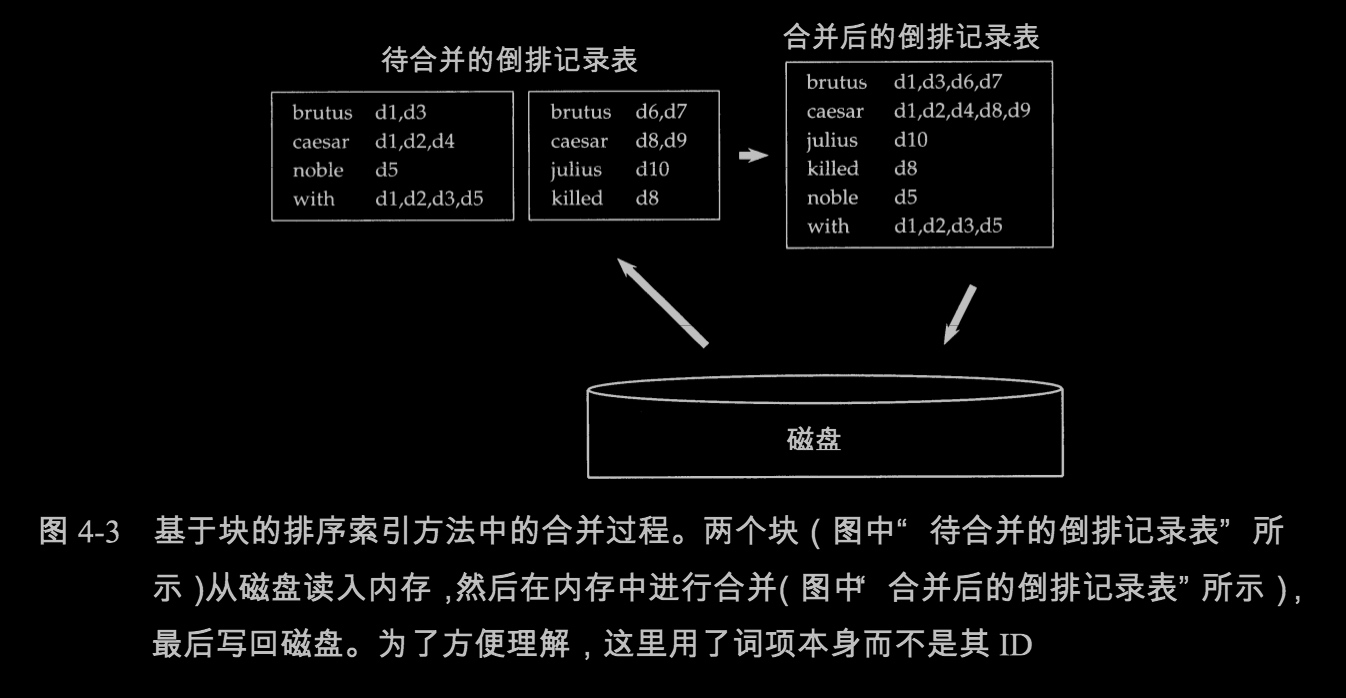 待合并的倒排记录表
brutus d1,d3
caesar d1,d2,d4
noble d5
with d1,d2,d3,d5
brutus d6,d7
caesar d8,d9
julius d10
killed d8
合并后的倒排记录表
brutus d1,d3,d6,d7
caesar d1,d2,d4,d8,d9
julius d10
killed d8
noble d5
with d1,d2,d3,d5
磁盘
图 4-3 基于块的排序索引方法中的合并过程。两个块 ( 图中“ 待合并的倒排记录表” 所
示 )从磁盘读入内存 ,然后在内存中进行合并( 图中“ 合并后的倒排记录表” 所示 ) ,
最后写回磁盘。为了方便理解 , 这里用了词项本身而不是其 ID